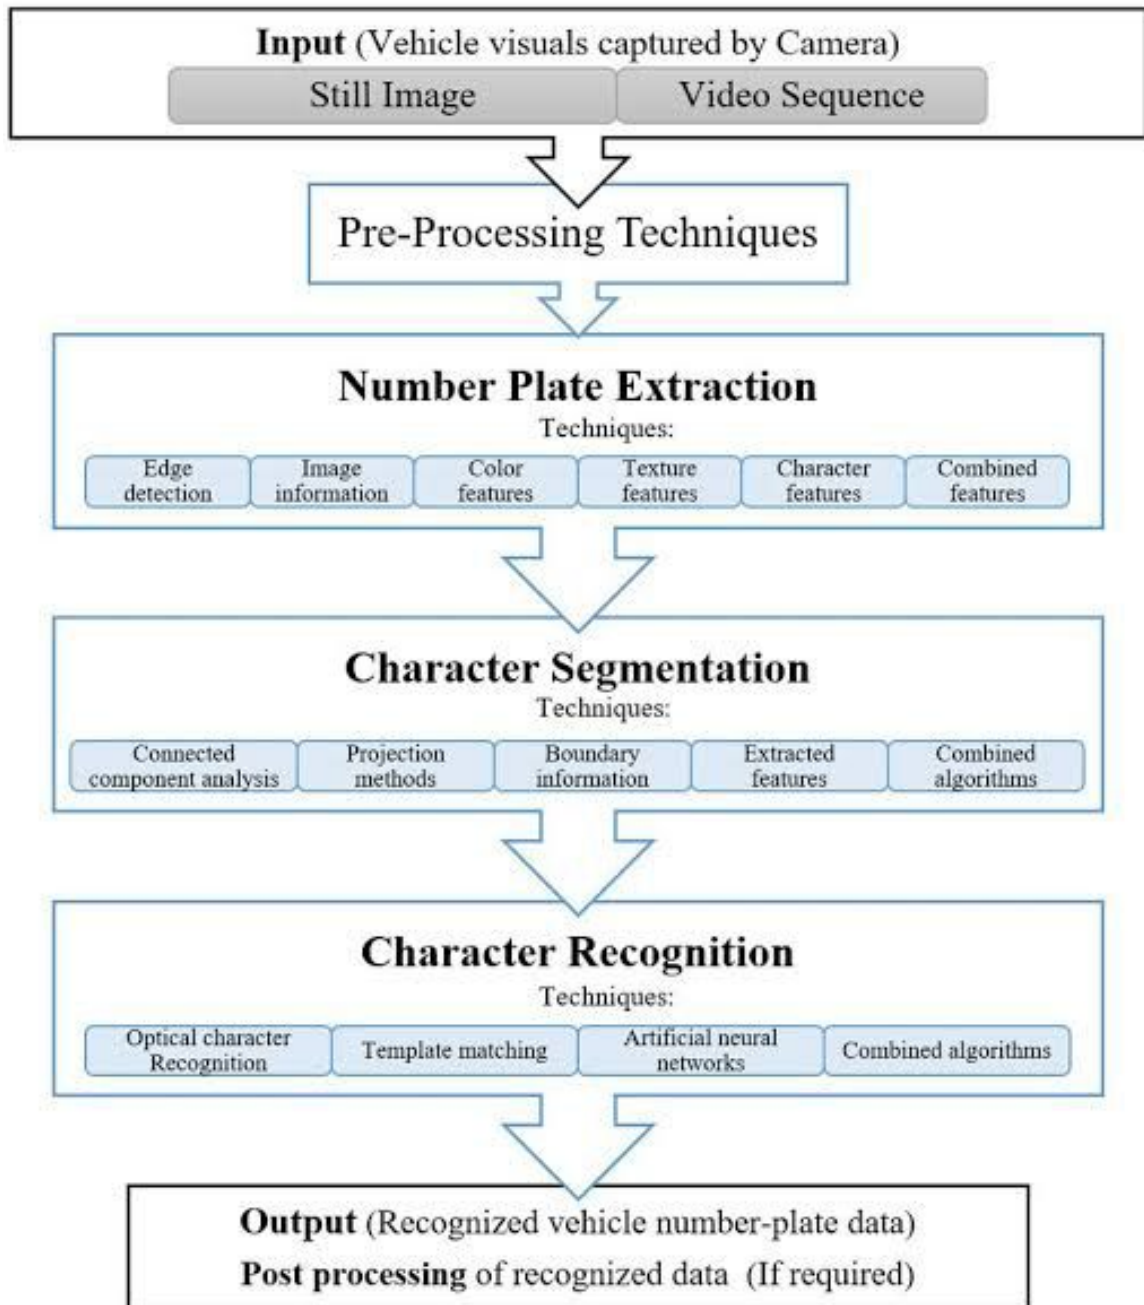 Input (Vehicle visuals captured by Camera)
Still Image
Video Sequence
Pre-Processing Techniques
Number Plate Extraction
Techniques:
Edge
detection
Image
information
Color
features
Texture
features
Character
features
Combined
features
Character Segmentation
Techniques:
Connected
component analysis
Projection
methods
Boundary
information
Extracted
features
Combined
algorithms
Character Recognition
Techniques:
Optical character
Recognition
Template matching
Artificial neural
networks
Combined algorithms
Output (Recognized vehicle number-plate data)
Post processing of recognized data (If required)